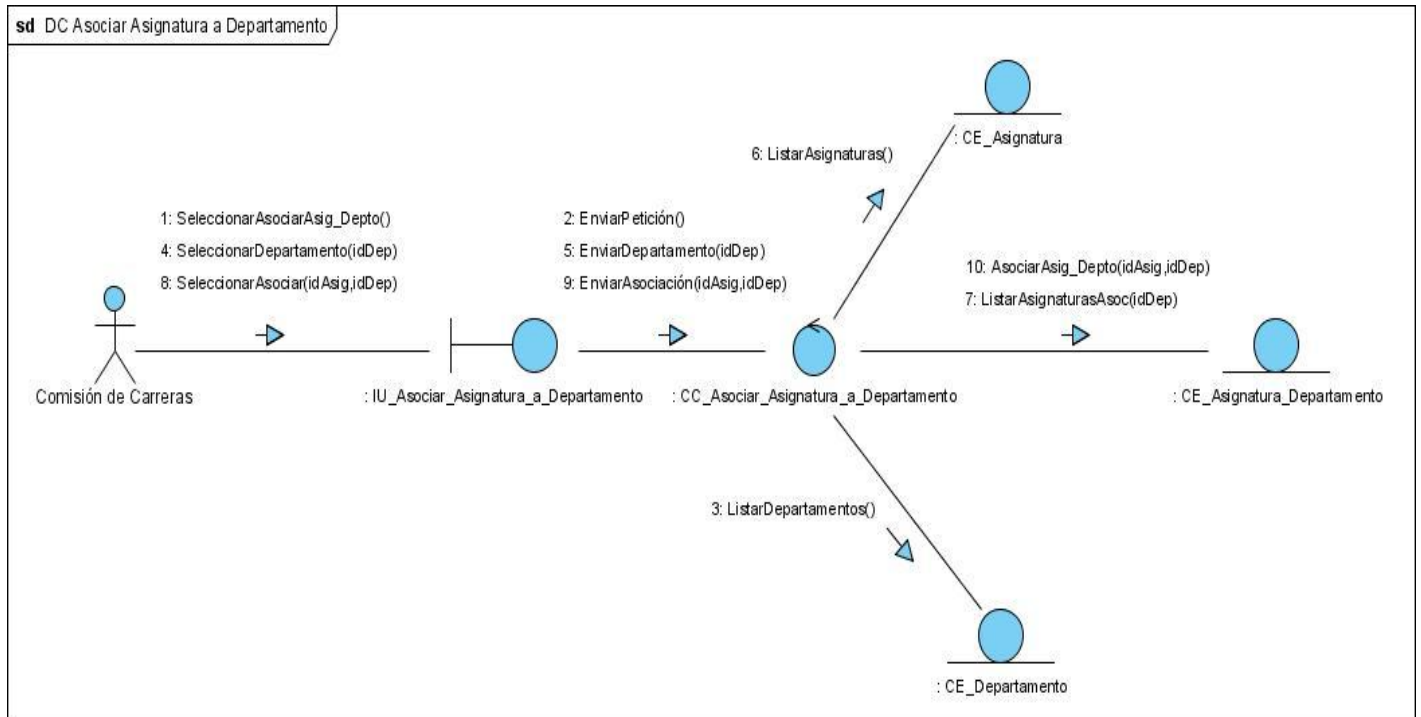 sd DC Asociar Asignatura a Departamento
: CE_Asignatura
6: ListarAsignaturas()
1: SeleccionarAsociarAsig_Depto()
4: SeleccionarDepartamento(idDep)
8: SeleccionarAsociar(idAsig,idDep)
2: EnviarPetición()
5: EnviarDepartamento(idDep)
9: EnviarAsociación(idAsig,idDep)
10: AsociarAsig_Depto(idAsig,idDep)
7: ListarAsignaturasAsoc(idDep)
Comisión de Carreras
: IU_Asociar_Asignatura_a_Departamento
: CC_Asociar_Asignatura_a_Departamento
: CE_Asignatura_Departamento
3: ListarDepartamentos()
: CE_Departamento